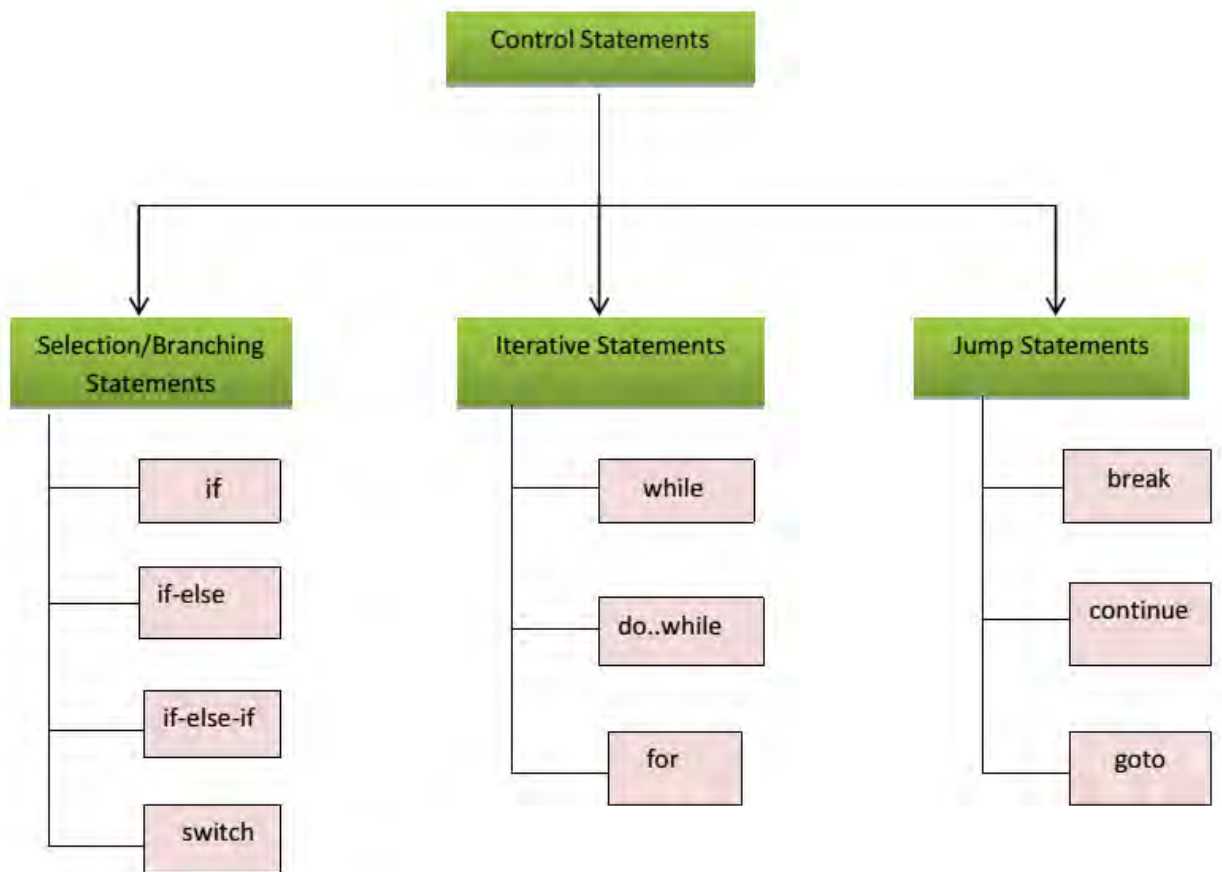 Control Statements
Selection/Branching
Statements
if
if-else
if-else-if
switch
Iterative Statements
while
do..while
for
Jump Statements
break
continue
goto